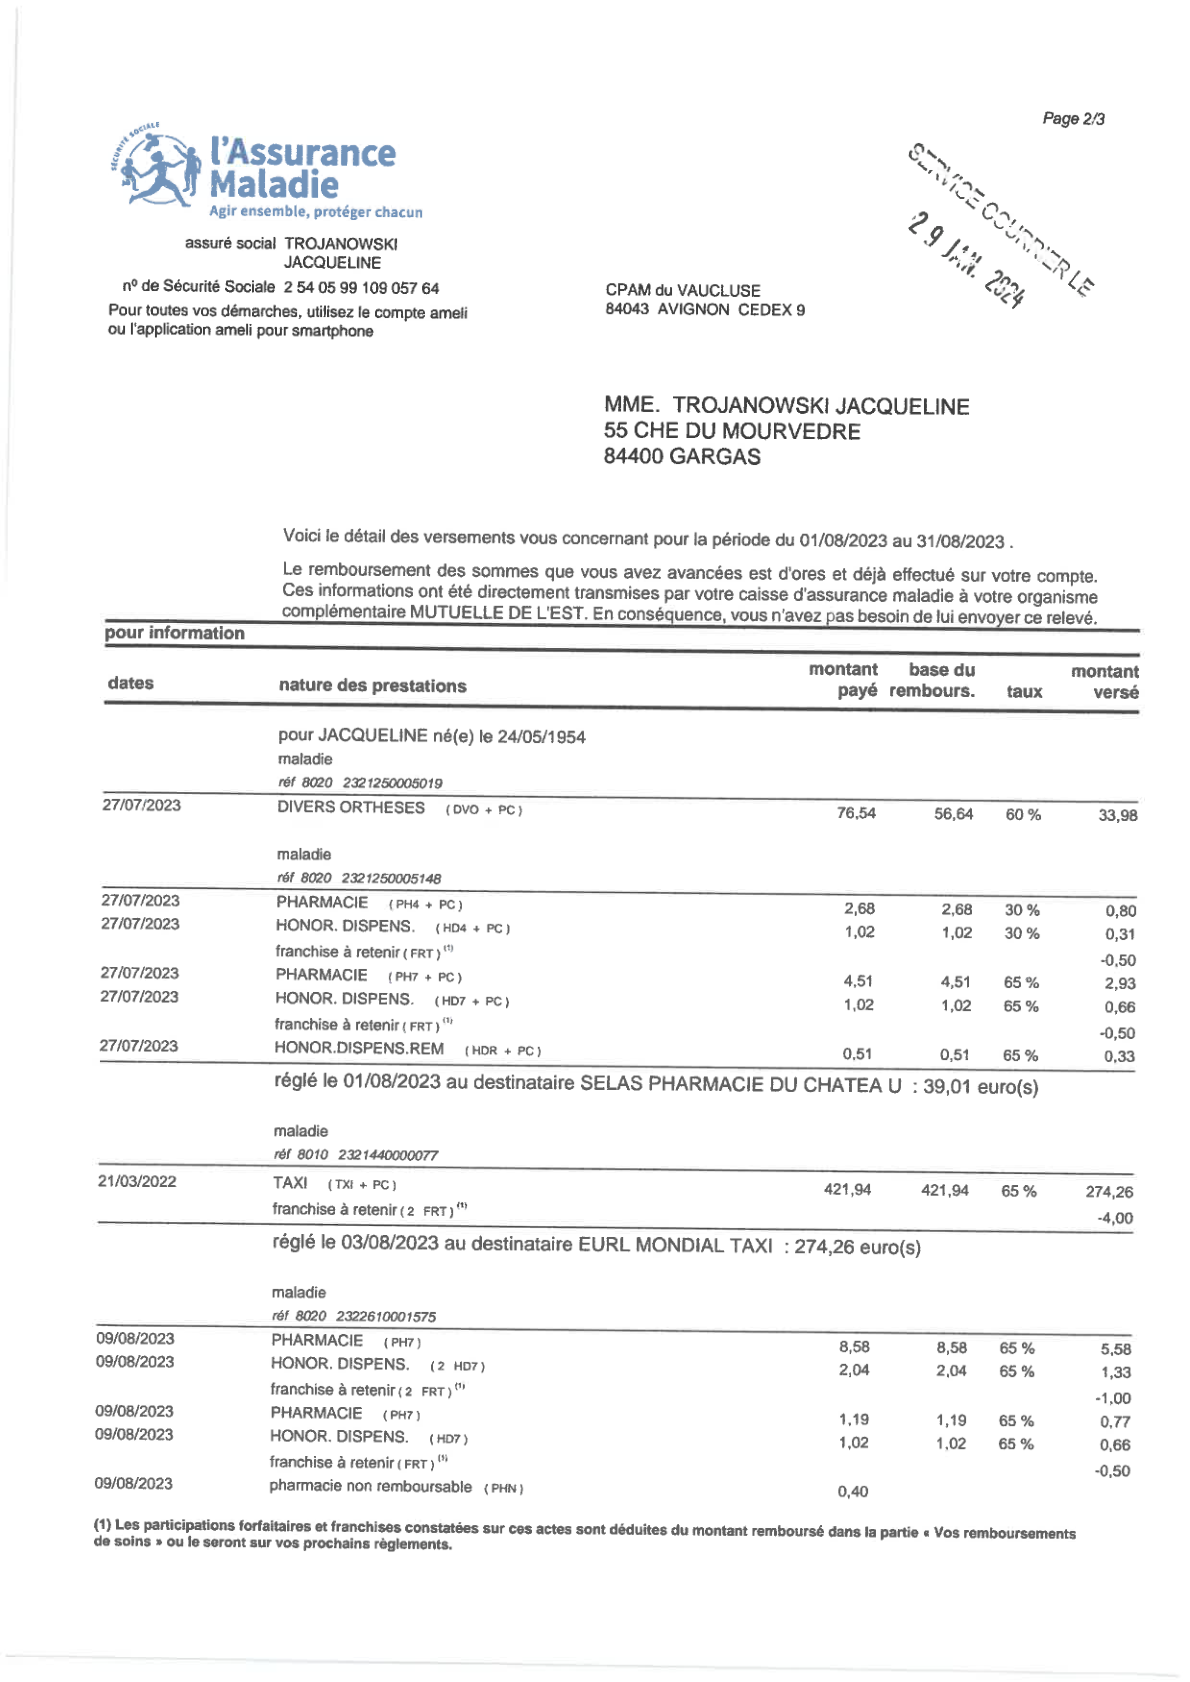 Page 2/3
SÉCURITÉ SOCIALE
l'Assurance
Maladie
Agir ensemble, protéger chacun
SERVICE COURRIER LE
29 JAN. 2024
assuré social TROJANOWSKI
JACQUELINE
nº de Sécurité Sociale 2 54 05 99 109 057 64
Pour toutes vos démarches, utilisez le compte ameli
ou l'application ameli pour smartphone
CPAM du VAUCLUSE
84043 AVIGNON CEDEX 9
MME. TROJANOWSKI JACQUELINE
55 CHE DU MOURVEDRE
84400 GARGAS
Voici le détail des versements vous concernant pour la période du 01/08/2023 au 31/08/2023 .
Le remboursement des sommes que vous avez avancées est d'ores et déjà effectué sur votre compte.
Ces informations ont été directement transmises par votre caisse d'assurance maladie à votre organisme
complémentaire MUTUELLE DE L'EST. En conséquence, vous n'avez pas besoin de lui envoyer ce relevé.
pour information
dates nature des prestations montant payé base du rembours. taux montant versé
pour JACQUELINE né(e) le 24/05/1954
maladie
réf 8020 2321250005019
27/07/2023 DIVERS ORTHESES (DVO + PC) 76,54 56,64 60 % 33,98
maladie
réf 8020 2321250005148
27/07/2023 PHARMACIE (PH4 + PC) 2,68 2,68 30 % 0,80
27/07/2023 HONOR. DISPENS. (HD4 + PC) 1,02 1,02 30 % 0,31
franchise à retenir (FRT) (1) -0,50
27/07/2023 PHARMACIE (PH7 + PC) 4,51 4,51 65 % 2,93
27/07/2023 HONOR. DISPENS. (HD7 + PC) 1,02 1,02 65 % 0,66
franchise à retenir (FRT) (1) -0,50
27/07/2023 HONOR.DISPENS.REM (HDR + PC) 0,51 0,51 65 % 0,33
réglé le 01/08/2023 au destinataire SELAS PHARMACIE DU CHATEA U : 39,01 euro(s)
maladie
réf 8010 2321440000077
21/03/2022 TAXI (TXI + PC) 421,94 421,94 65 % 274,26
franchise à retenir (2 FRT) (1) -4,00
réglé le 03/08/2023 au destinataire EURL MONDIAL TAXI : 274,26 euro(s)
maladie
réf 8020 2322610001575
09/08/2023 PHARMACIE (PH7) 8,58 8,58 65 % 5,58
09/08/2023 HONOR. DISPENS. (2 HD7) 2,04 2,04 65 % 1,33
franchise à retenir (2 FRT) (1) -1,00
09/08/2023 PHARMACIE (PH7) 1,19 1,19 65 % 0,77
09/08/2023 HONOR. DISPENS. (HD7) 1,02 1,02 65 % 0,66
franchise à retenir (FRT) (1) -0,50
09/08/2023 pharmacie non remboursable (PHN) 0,40
(1) Les participations forfaitaires et franchises constatées sur ces actes sont déduites du montant remboursé dans la partie « Vos remboursements
de soins » ou le seront sur vos prochains règlements.